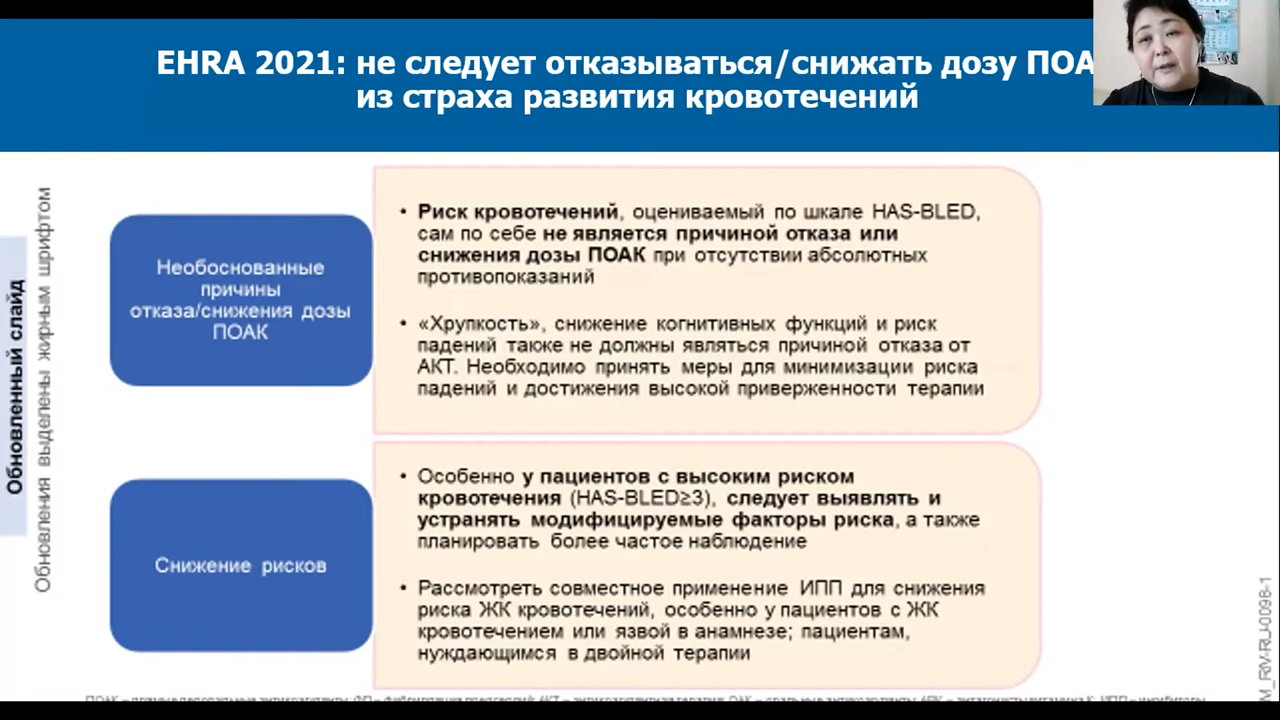 EHRA 2021: не следует отказываться/снижать дозу ПОА
из страха развития кровотечений
Обновленный слайд
Обновления выделены жирным шрифтом
Необоснованные
причины
отказа/снижения дозы
ПОАК
• Риск кровотечений, оцениваемый по шкале HAS-BLED,
сам по себе не является причиной отказа или
снижения дозы ПОАК при отсутствии абсолютных
противопоказаний
• «Хрупкость», снижение когнитивных функций и риск
падений также не должны являться причиной отказа от
АКТ. Необходимо принять меры для минимизации риска
падений и достижения высокой приверженности терапии
Снижение рисков
• Особенно у пациентов с высоким риском
кровотечения (HAS-BLED≥3), следует выявлять и
устранять модифицируемые факторы риска, а также
планировать более частое наблюдение
• Рассмотреть совместное применение ИПП для снижения
риска ЖК кровотечений, особенно у пациентов с ЖК
кровотечением или язвой в анамнезе; пациентам,
нуждающимся в двойной терапии